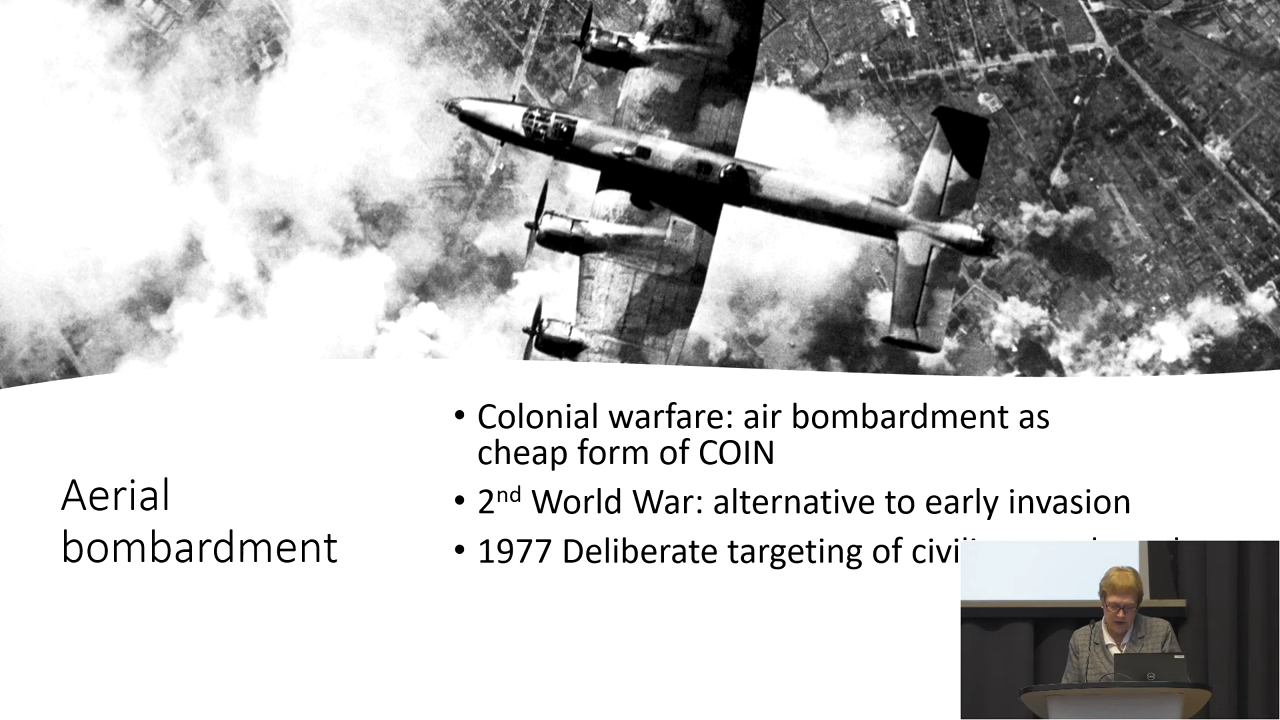 Aerial
bombardment
• Colonial warfare: air bombardment as
cheap form of COIN
• 2nd World War: alternative to early invasion
• 1977 Deliberate targeting of